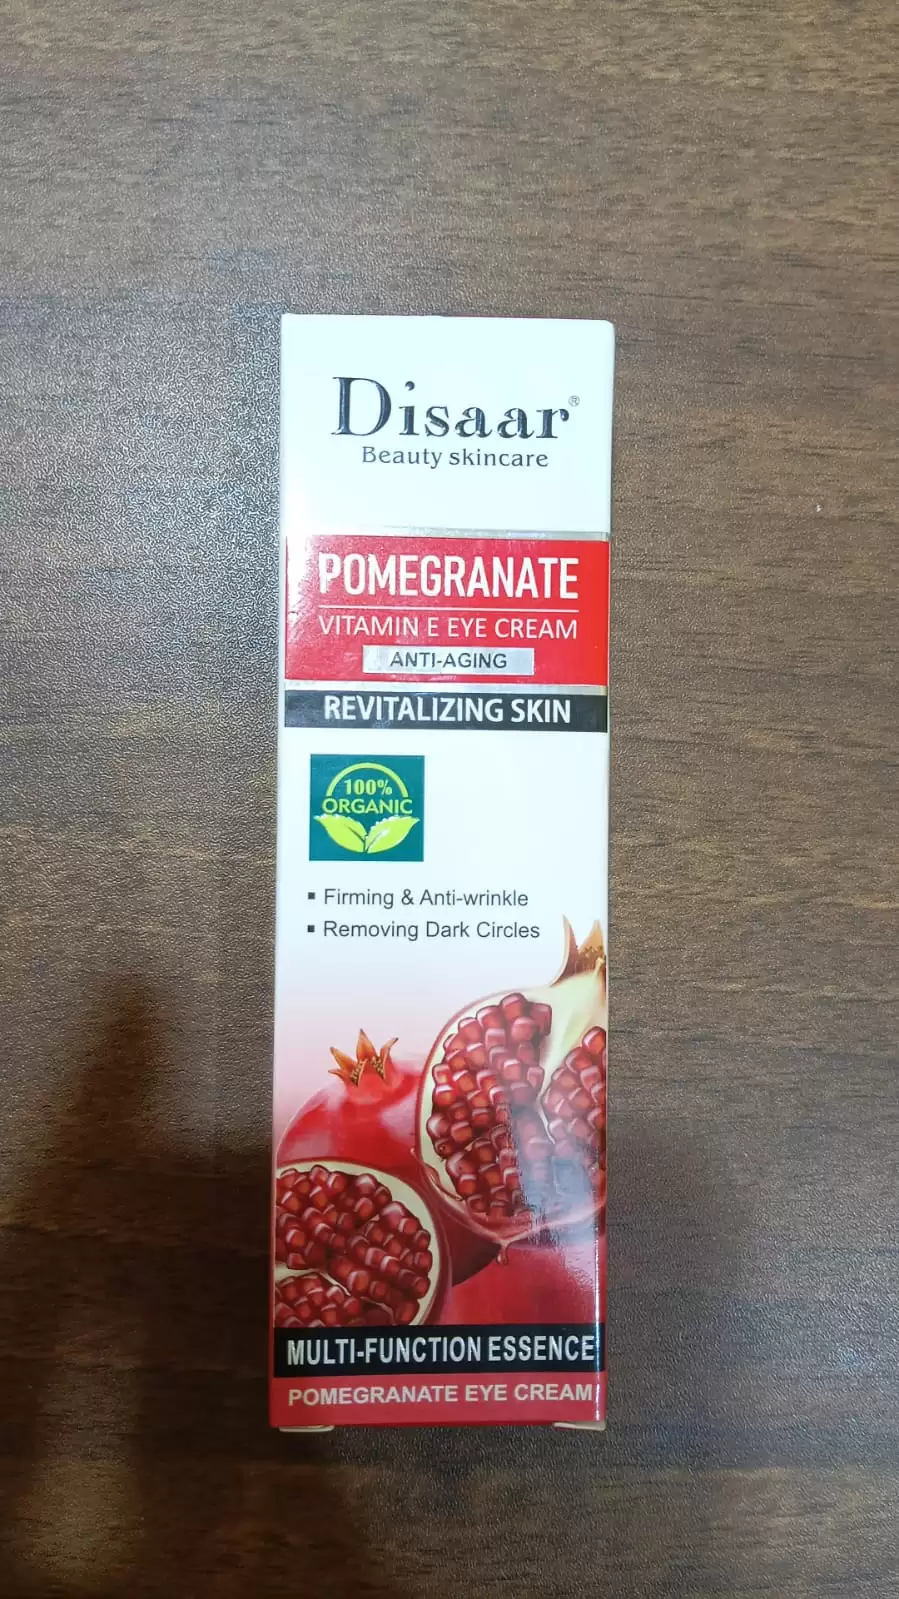 Disaar®
Beauty skincare
POMEGRANATE
VITAMIN E EYE CREAM
ANTI-AGING
REVITALIZING SKIN
100%
ORGANIC
▪ Firming & Anti-wrinkle
▪ Removing Dark Circles
MULTI-FUNCTION ESSENCE
POMEGRANATE EYE CREAM